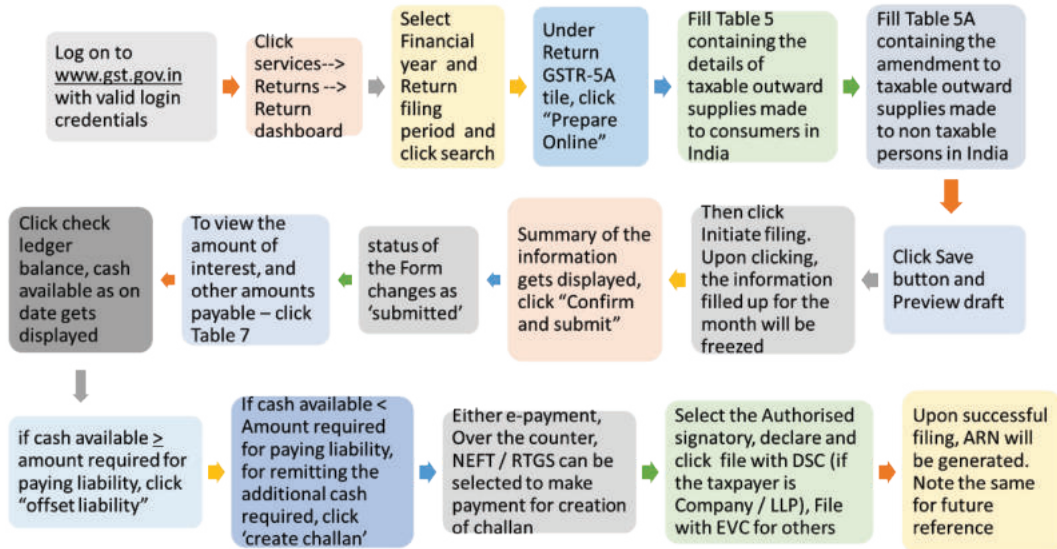 Log on to
www.gst.gov.in
with valid login
credentials
Click
services-->
Returns -->
Return
dashboard
Select
Financial
year and
Return
filing
period and
click search
Under
Return
GSTR-5A
tile, click
“Prepare
Online”
Fill Table 5
containing the
details of
taxable outward
supplies made
to consumers in
India
Fill Table 5A
containing the
amendment to
taxable outward
supplies made
to non taxable
persons in India
Click Save
button and
Preview draft
Then click
Initiate filing.
Upon clicking,
the information
filled up for the
month will be
freezed
Summary of the
information
gets displayed,
click “Confirm
and submit”
status of
the Form
changes as
‘submitted’
To view the
amount of
interest, and
other amounts
payable – click
Table 7
Click check
ledger
balance, cash
available as on
date gets
displayed
if cash available ≥
amount required for
paying liability, click
“offset liability”
If cash available <
Amount required
for paying liability,
for remitting the
additional cash
required, click
‘create challan’
Either e-payment,
Over the counter,
NEFT / RTGS can be
selected to make
payment for creation
of challan
Select the Authorised
signatory, declare and
click file with DSC (if
the taxpayer is
Company / LLP), File
with EVC for others
Upon successful
filing, ARN will
be generated.
Note the same
for future
reference